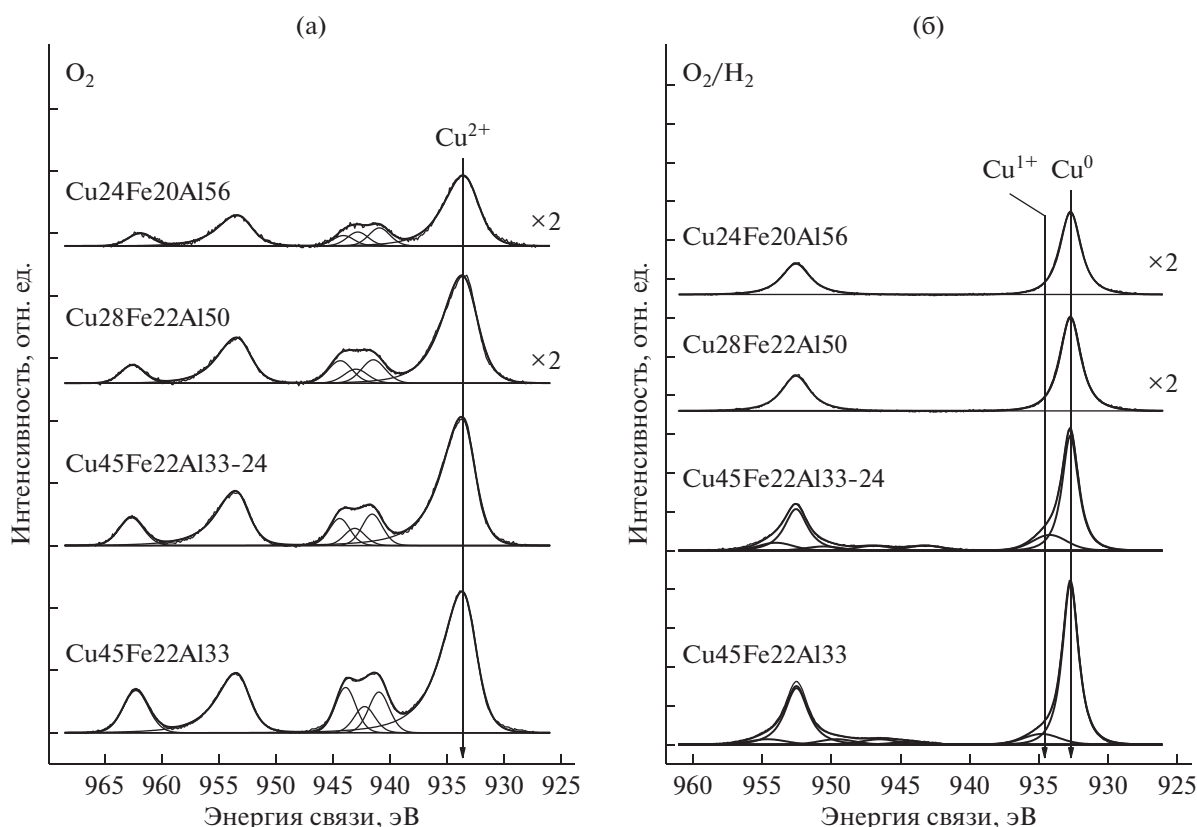 (а)
O2
Cu2+
Cu24Fe20Al56
×2
Cu28Fe22Al50
×2
Cu45Fe22Al33-24
Cu45Fe22Al33
Интенсивность, отн. ед.
965 960 955 950 945 940 935 930 925
Энергия связи, эВ
(б)
O2/H2
Cu1+ Cu0
Cu24Fe20Al56
×2
Cu28Fe22Al50
×2
Cu45Fe22Al33-24
Cu45Fe22Al33
Интенсивность, отн. ед.
960 955 950 945 940 935 930 925
Энергия связи, эВ